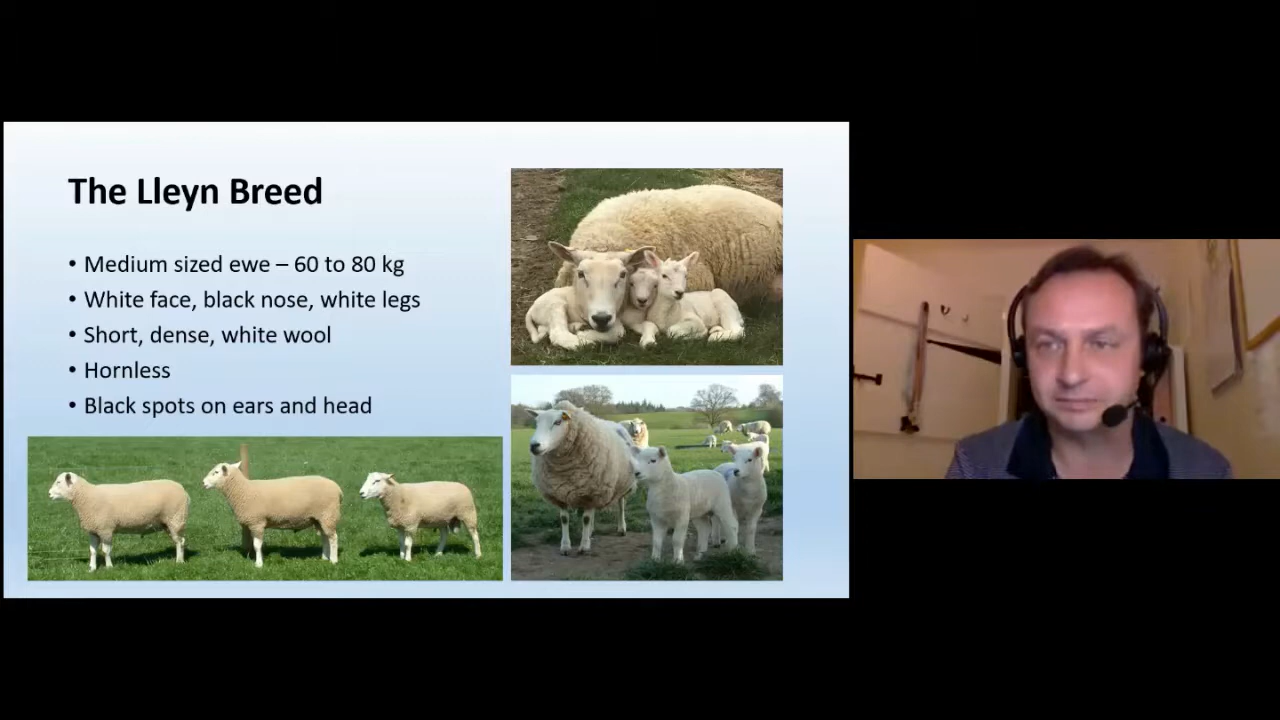 The Lleyn Breed
• Medium sized ewe – 60 to 80 kg
• White face, black nose, white legs
• Short, dense, white wool
• Hornless
• Black spots on ears and head